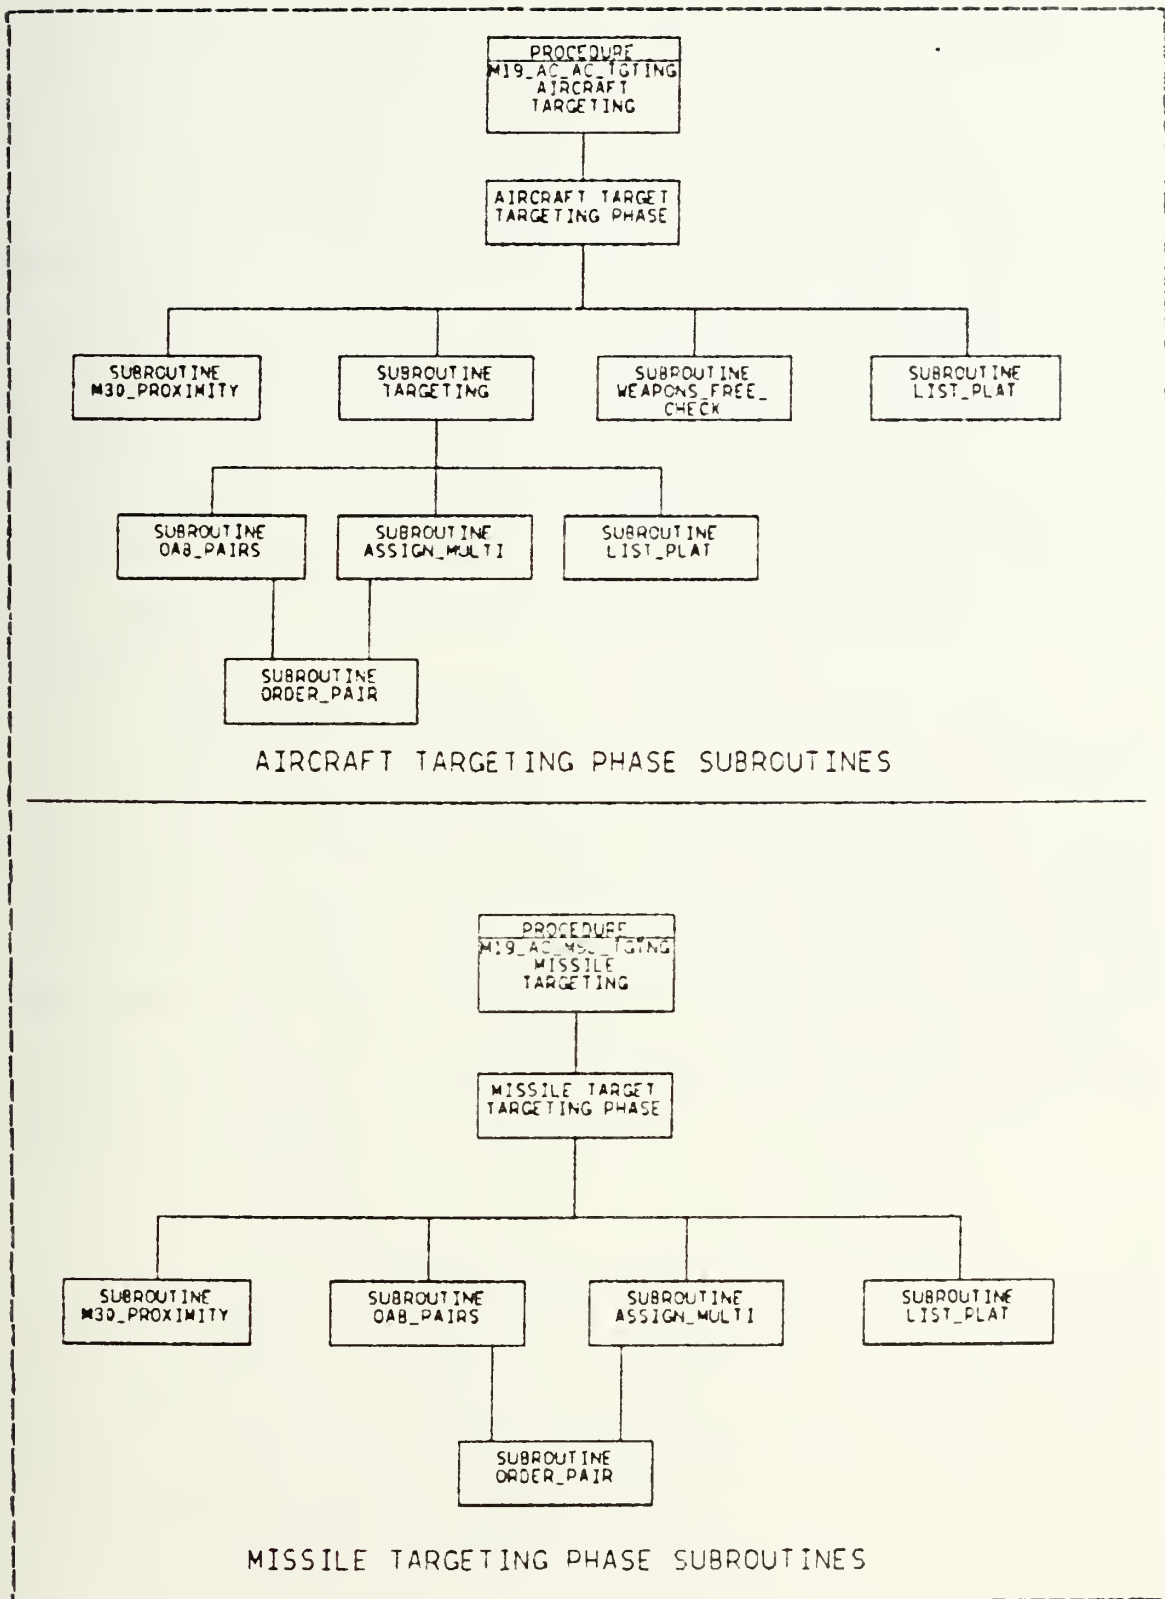 PROCEDURE
M19_AC_AC_TGTING
AIRCRAFT
TARGETING
AIRCRAFT TARGET
TARGETING PHASE
SUBROUTINE
M30_PROXIMITY
SUBROUTINE
TARGETING
SUBROUTINE
WEAPONS_FREE_
CHECK
SUBROUTINE
LIST_PLAT
SUBROUTINE
OAB_PAIRS
SUBROUTINE
ASSIGN_MULTI
SUBROUTINE
LIST_PLAT
SUBROUTINE
ORDER_PAIR
AIRCRAFT TARGETING PHASE SUBROUTINES
PROCEDURE
M19_AC_MSL_TGTNG
MISSILE
TARGETING
MISSILE TARGET
TARGETING PHASE
SUBROUTINE
M30_PROXIMITY
SUBROUTINE
OAB_PAIRS
SUBROUTINE
ASSIGN_MULTI
SUBROUTINE
LIST_PLAT
SUBROUTINE
ORDER_PAIR
MISSILE TARGETING PHASE SUBROUTINES